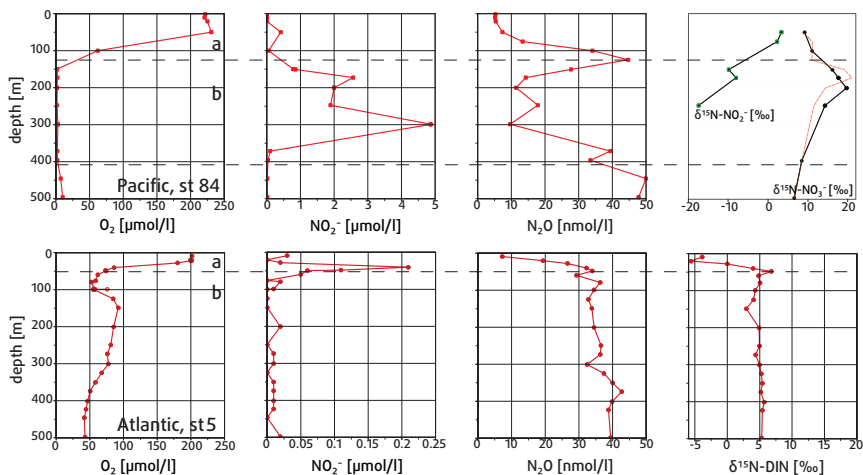 0
100
200
300
400
500
depth [m]
a
b
Pacific, st 84
0 50 100 150 200 250
O₂ [µmol/l]
0 1 2 3 4 5
NO₂⁻ [µmol/l]
0 10 20 30 40 50
N₂O [nmol/l]
δ¹⁵N-NO₂⁻[‰]
δ¹⁵N-NO₃⁻[‰]
-20 -10 0 10 20
0
100
200
300
400
500
depth [m]
a
b
Atlantic, st5
0 50 100 150 200 250
O₂ [µmol/l]
0 0.05 0.1 0.15 0.2 0.25
NO₂⁻ [µmol/l]
0 10 20 30 40 50
N₂O [nmol/l]
-5 0 5 10 15 20
δ¹⁵N-DIN [‰]